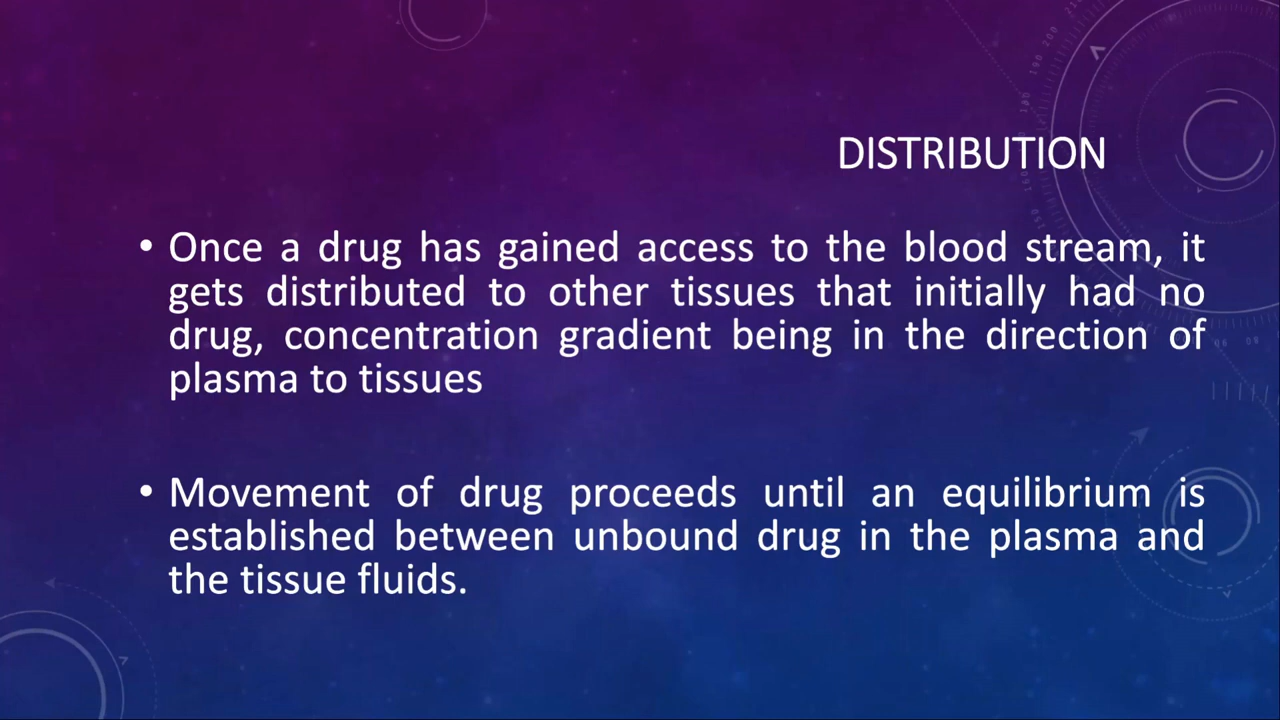 DISTRIBUTION
• Once a drug has gained access to the blood stream, it
gets distributed to other tissues that initially had no
drug, concentration gradient being in the direction of
plasma to tissues
• Movement of drug proceeds until an equilibrium is
established between unbound drug in the plasma and
the tissue fluids.